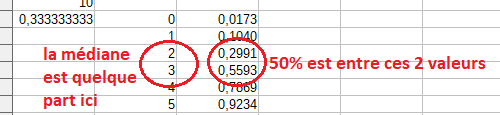 10
0,333333333 0 0,0173
1 0,1040
la médiane 2 0,2991
est quelque 3 0,5593 50% est entre ces 2 valeurs
part ici 4 0,7869
5 0,9234